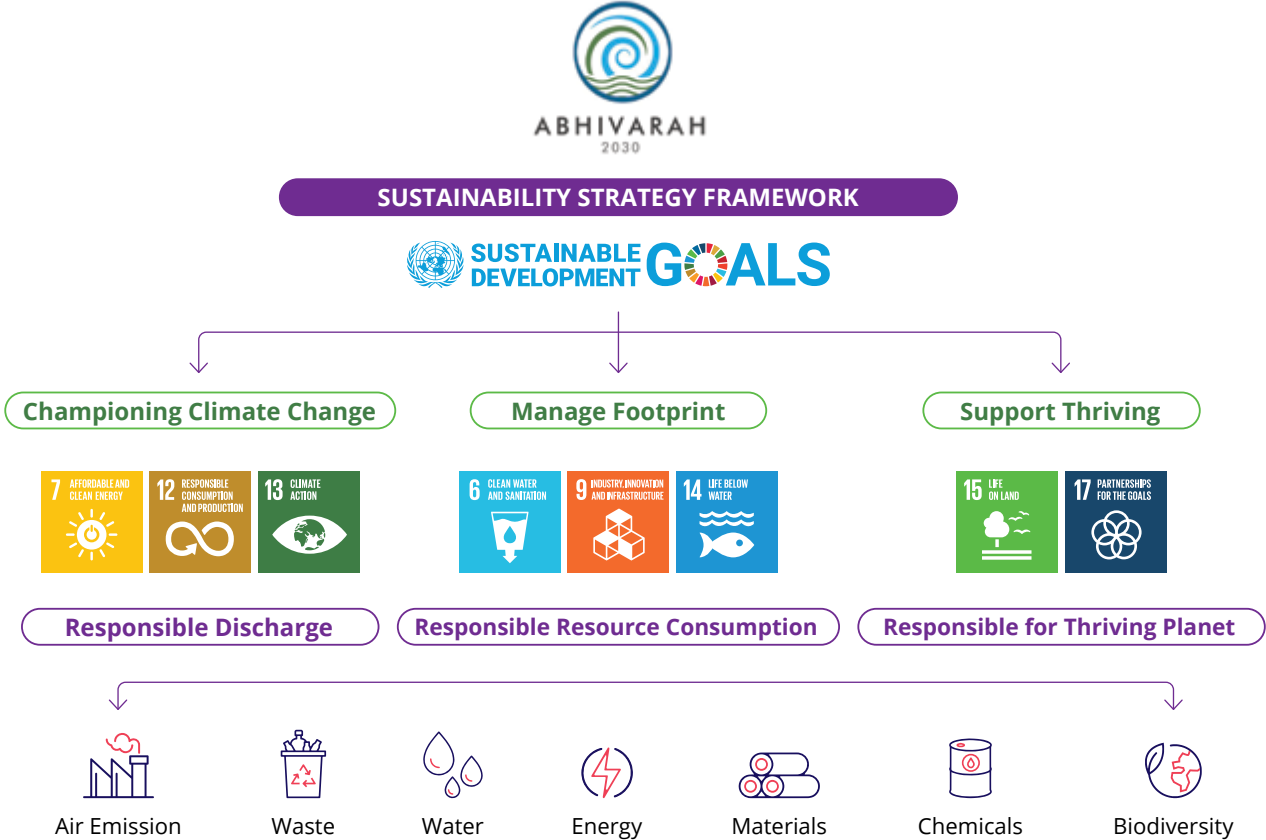 ABHIVARAH
2030
SUSTAINABILITY STRATEGY FRAMEWORK
SUSTAINABLE
DEVELOPMENT
GOALS
Championing Climate Change
Manage Footprint
Support Thriving
7 AFFORDABLE AND
CLEAN ENERGY
12 RESPONSIBLE
CONSUMPTION
AND PRODUCTION
13 CLIMATE
ACTION
6 CLEAN WATER
AND SANITATION
9 INDUSTRY, INNOVATION
AND INFRASTRUCTURE
14 LIFE BELOW
WATER
15 LIFE
ON LAND
17 PARTNERSHIPS
FOR THE GOALS
Responsible Discharge
Responsible Resource Consumption
Responsible for Thriving Planet
Air Emission
Waste
Water
Energy
Materials
Chemicals
Biodiversity